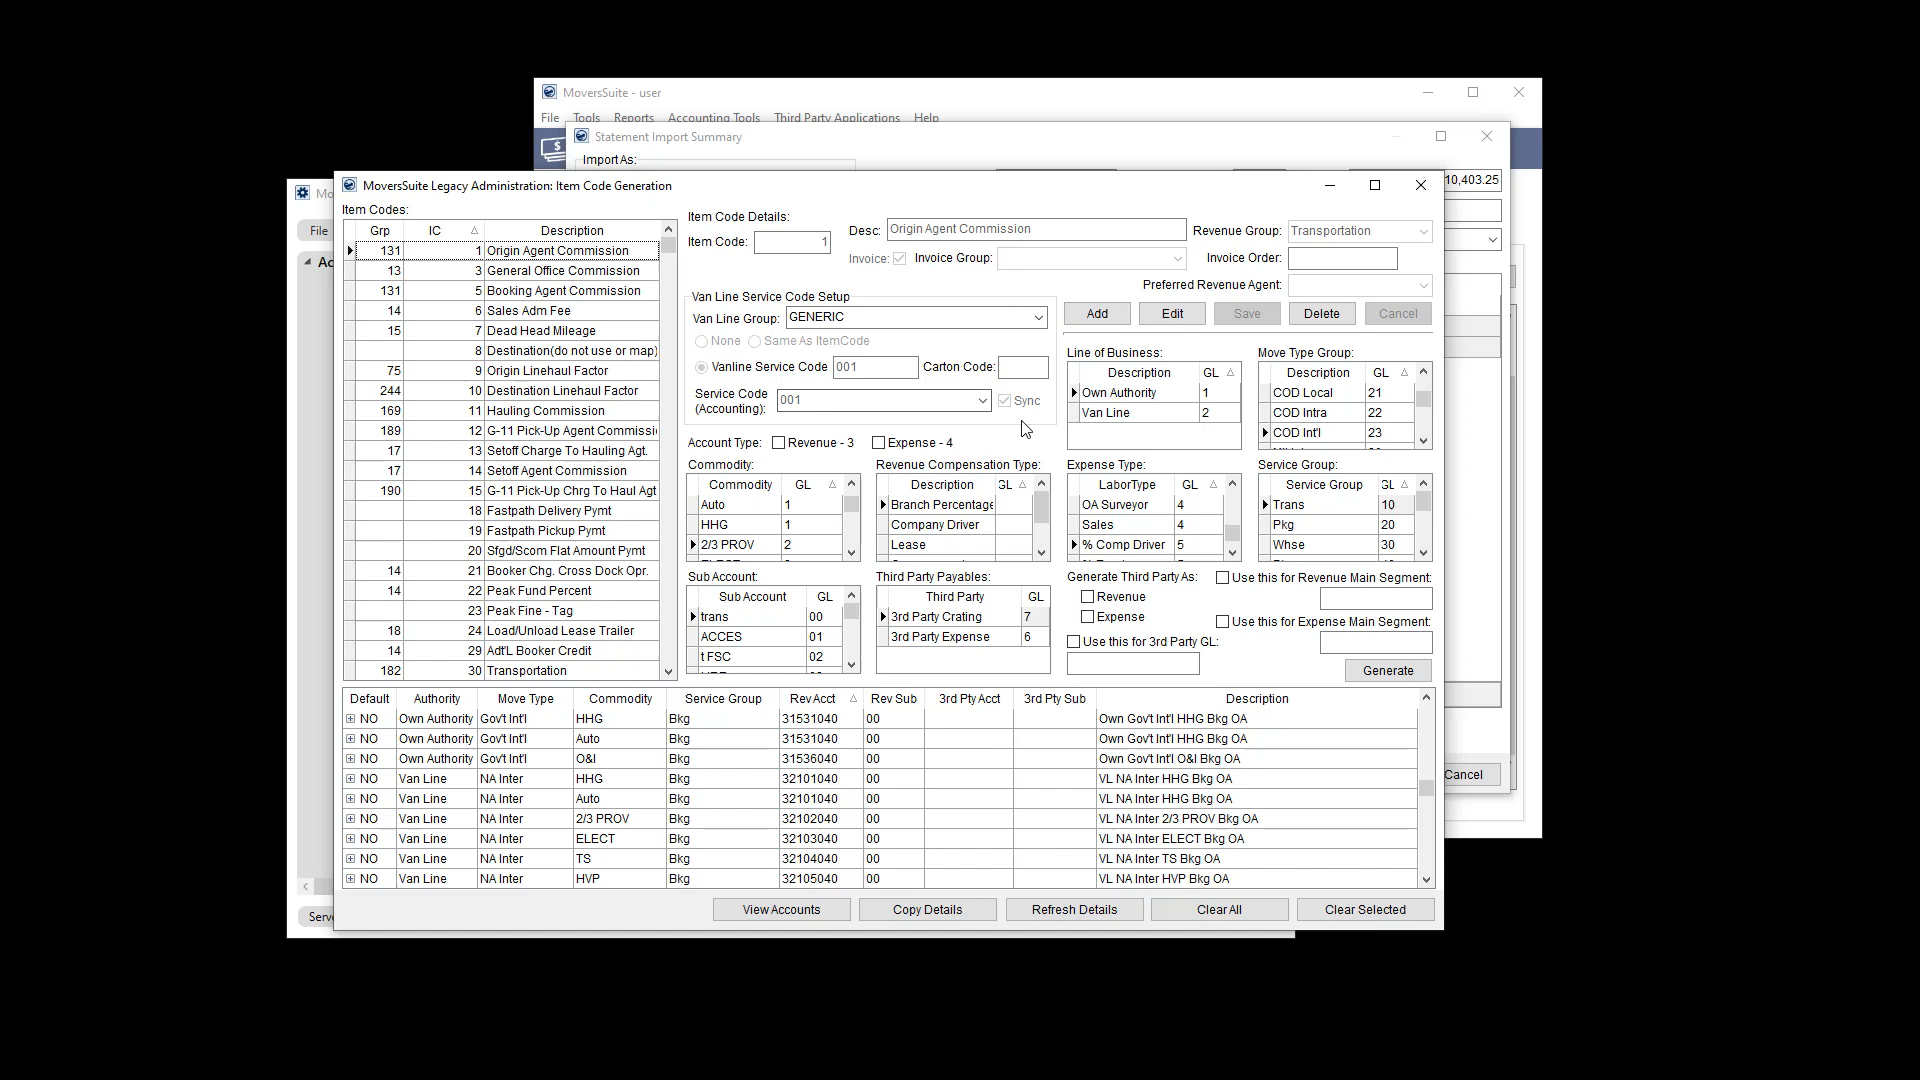 MoversSuite - user
File Tools Reports Accounting Tools Third Party Applications Help
Statement Import Summary
Import As:
10,403.25
MoversSuite Legacy Administration: Item Code Generation
Mo
File
Ac
Item Codes:
Grp IC Description
131 1 Origin Agent Commission
13 3 General Office Commission
131 5 Booking Agent Commission
14 6 Sales Adm Fee
15 7 Dead Head Mileage
8 Destination(do not use or map)
75 9 Origin Linehaul Factor
244 10 Destination Linehaul Factor
169 11 Hauling Commission
189 12 G-11 Pick-Up Agent Commissi
17 13 Setoff Charge To Hauling Agt.
17 14 Setoff Agent Commission
190 15 G-11 Pick-Up Chrg To Haul Agt
18 Fastpath Delivery Pymt
19 Fastpath Pickup Pymt
20 Sfgd/Scom Flat Amount Pymt
14 21 Booker Chg. Cross Dock Opr.
14 22 Peak Fund Percent
23 Peak Fine - Tag
18 24 Load/Unload Lease Trailer
14 29 Adt'L Booker Credit
182 30 Transportation
Item Code Details:
Item Code: 1
Desc: Origin Agent Commission
Revenue Group: Transportation
Invoice: Invoice Group:
Invoice Order:
Preferred Revenue Agent:
Van Line Service Code Setup
Van Line Group: GENERIC
None Same As ItemCode
Vanline Service Code 001 Carton Code:
Service Code
(Accounting): 001 Sync
Add Edit Save Delete Cancel
Line of Business:
Description GL
Own Authority 1
Van Line 2
Move Type Group:
Description GL
COD Local 21
COD Intra 22
COD Int'l 23
Account Type: Revenue - 3 Expense - 4
Commodity:
Commodity GL
Auto 1
HHG 1
2/3 PROV 2
Revenue Compensation Type:
Description GL
Branch Percentage
Company Driver
Lease
Expense Type:
LaborType GL
OA Surveyor 4
Sales 4
% Comp Driver 5
Service Group:
Service Group GL
Trans 10
Pkg 20
Whse 30
Sub Account:
Sub Account GL
trans 00
ACCES 01
t FSC 02
Third Party Payables:
Third Party GL
3rd Party Crating 7
3rd Party Expense 6
Generate Third Party As:
Revenue
Expense
Use this for 3rd Party GL:
Use this for Revenue Main Segment:
Use this for Expense Main Segment:
Generate
Default Authority Move Type Commodity Service Group Rev Acct Rev Sub 3rd Pty Acct 3rd Pty Sub Description
NO Own Authority Gov't Int'l HHG Bkg 31531040 00 Own Gov't Int'l HHG Bkg OA
NO Own Authority Gov't Int'l Auto Bkg 31531040 00 Own Gov't Int'l HHG Bkg OA
NO Own Authority Gov't Int'l O&I Bkg 31536040 00 Own Gov't Int'l O&I Bkg OA
NO Van Line NA Inter HHG Bkg 32101040 00 VL NA Inter HHG Bkg OA
NO Van Line NA Inter Auto Bkg 32101040 00 VL NA Inter HHG Bkg OA
NO Van Line NA Inter 2/3 PROV Bkg 32102040 00 VL NA Inter 2/3 PROV Bkg OA
NO Van Line NA Inter ELECT Bkg 32103040 00 VL NA Inter ELECT Bkg OA
NO Van Line NA Inter TS Bkg 32104040 00 VL NA Inter TS Bkg OA
NO Van Line NA Inter HVP Bkg 32105040 00 VL NA Inter HVP Bkg OA
View Accounts Copy Details Refresh Details Clear All Clear Selected
Cancel
Serve